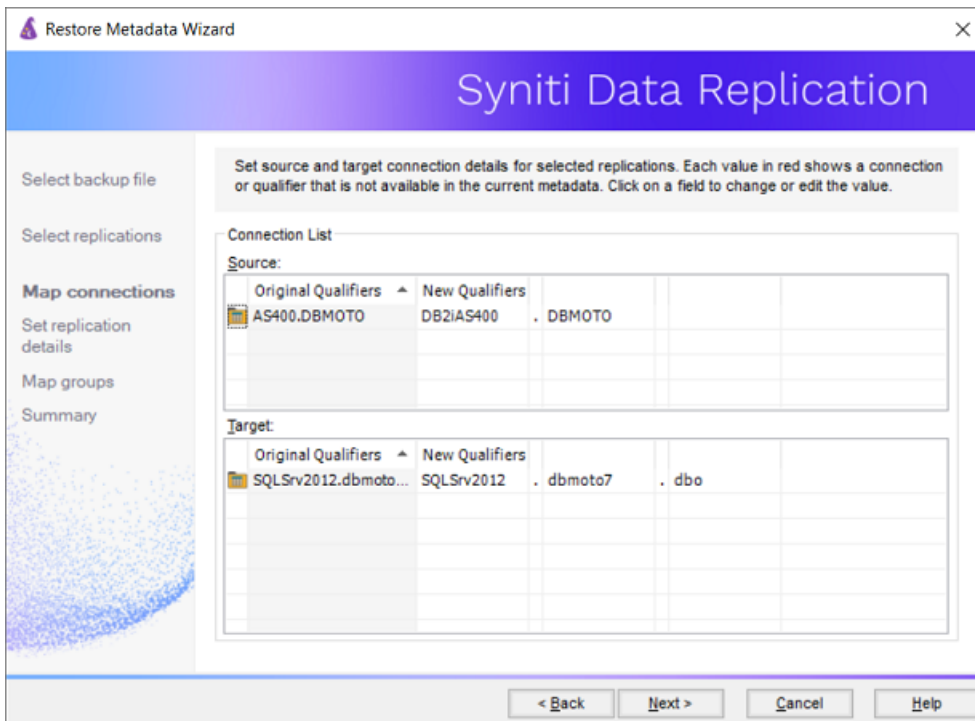 Restore Metadata Wizard
Syniti Data Replication
Select backup file
Select replications
Map connections
Set replication
details
Map groups
Summary
Set source and target connection details for selected replications. Each value in red shows a connection
or qualifier that is not available in the current metadata. Click on a field to change or edit the value.
Connection List
Source:
Original Qualifiers New Qualifiers
AS400.DBMOTO DB2iAS400 . DBMOTO
Target:
Original Qualifiers New Qualifiers
SQLSrv2012.dbmoto... SQLSrv2012 . dbmoto7 . dbo
< Back Next > Cancel Help